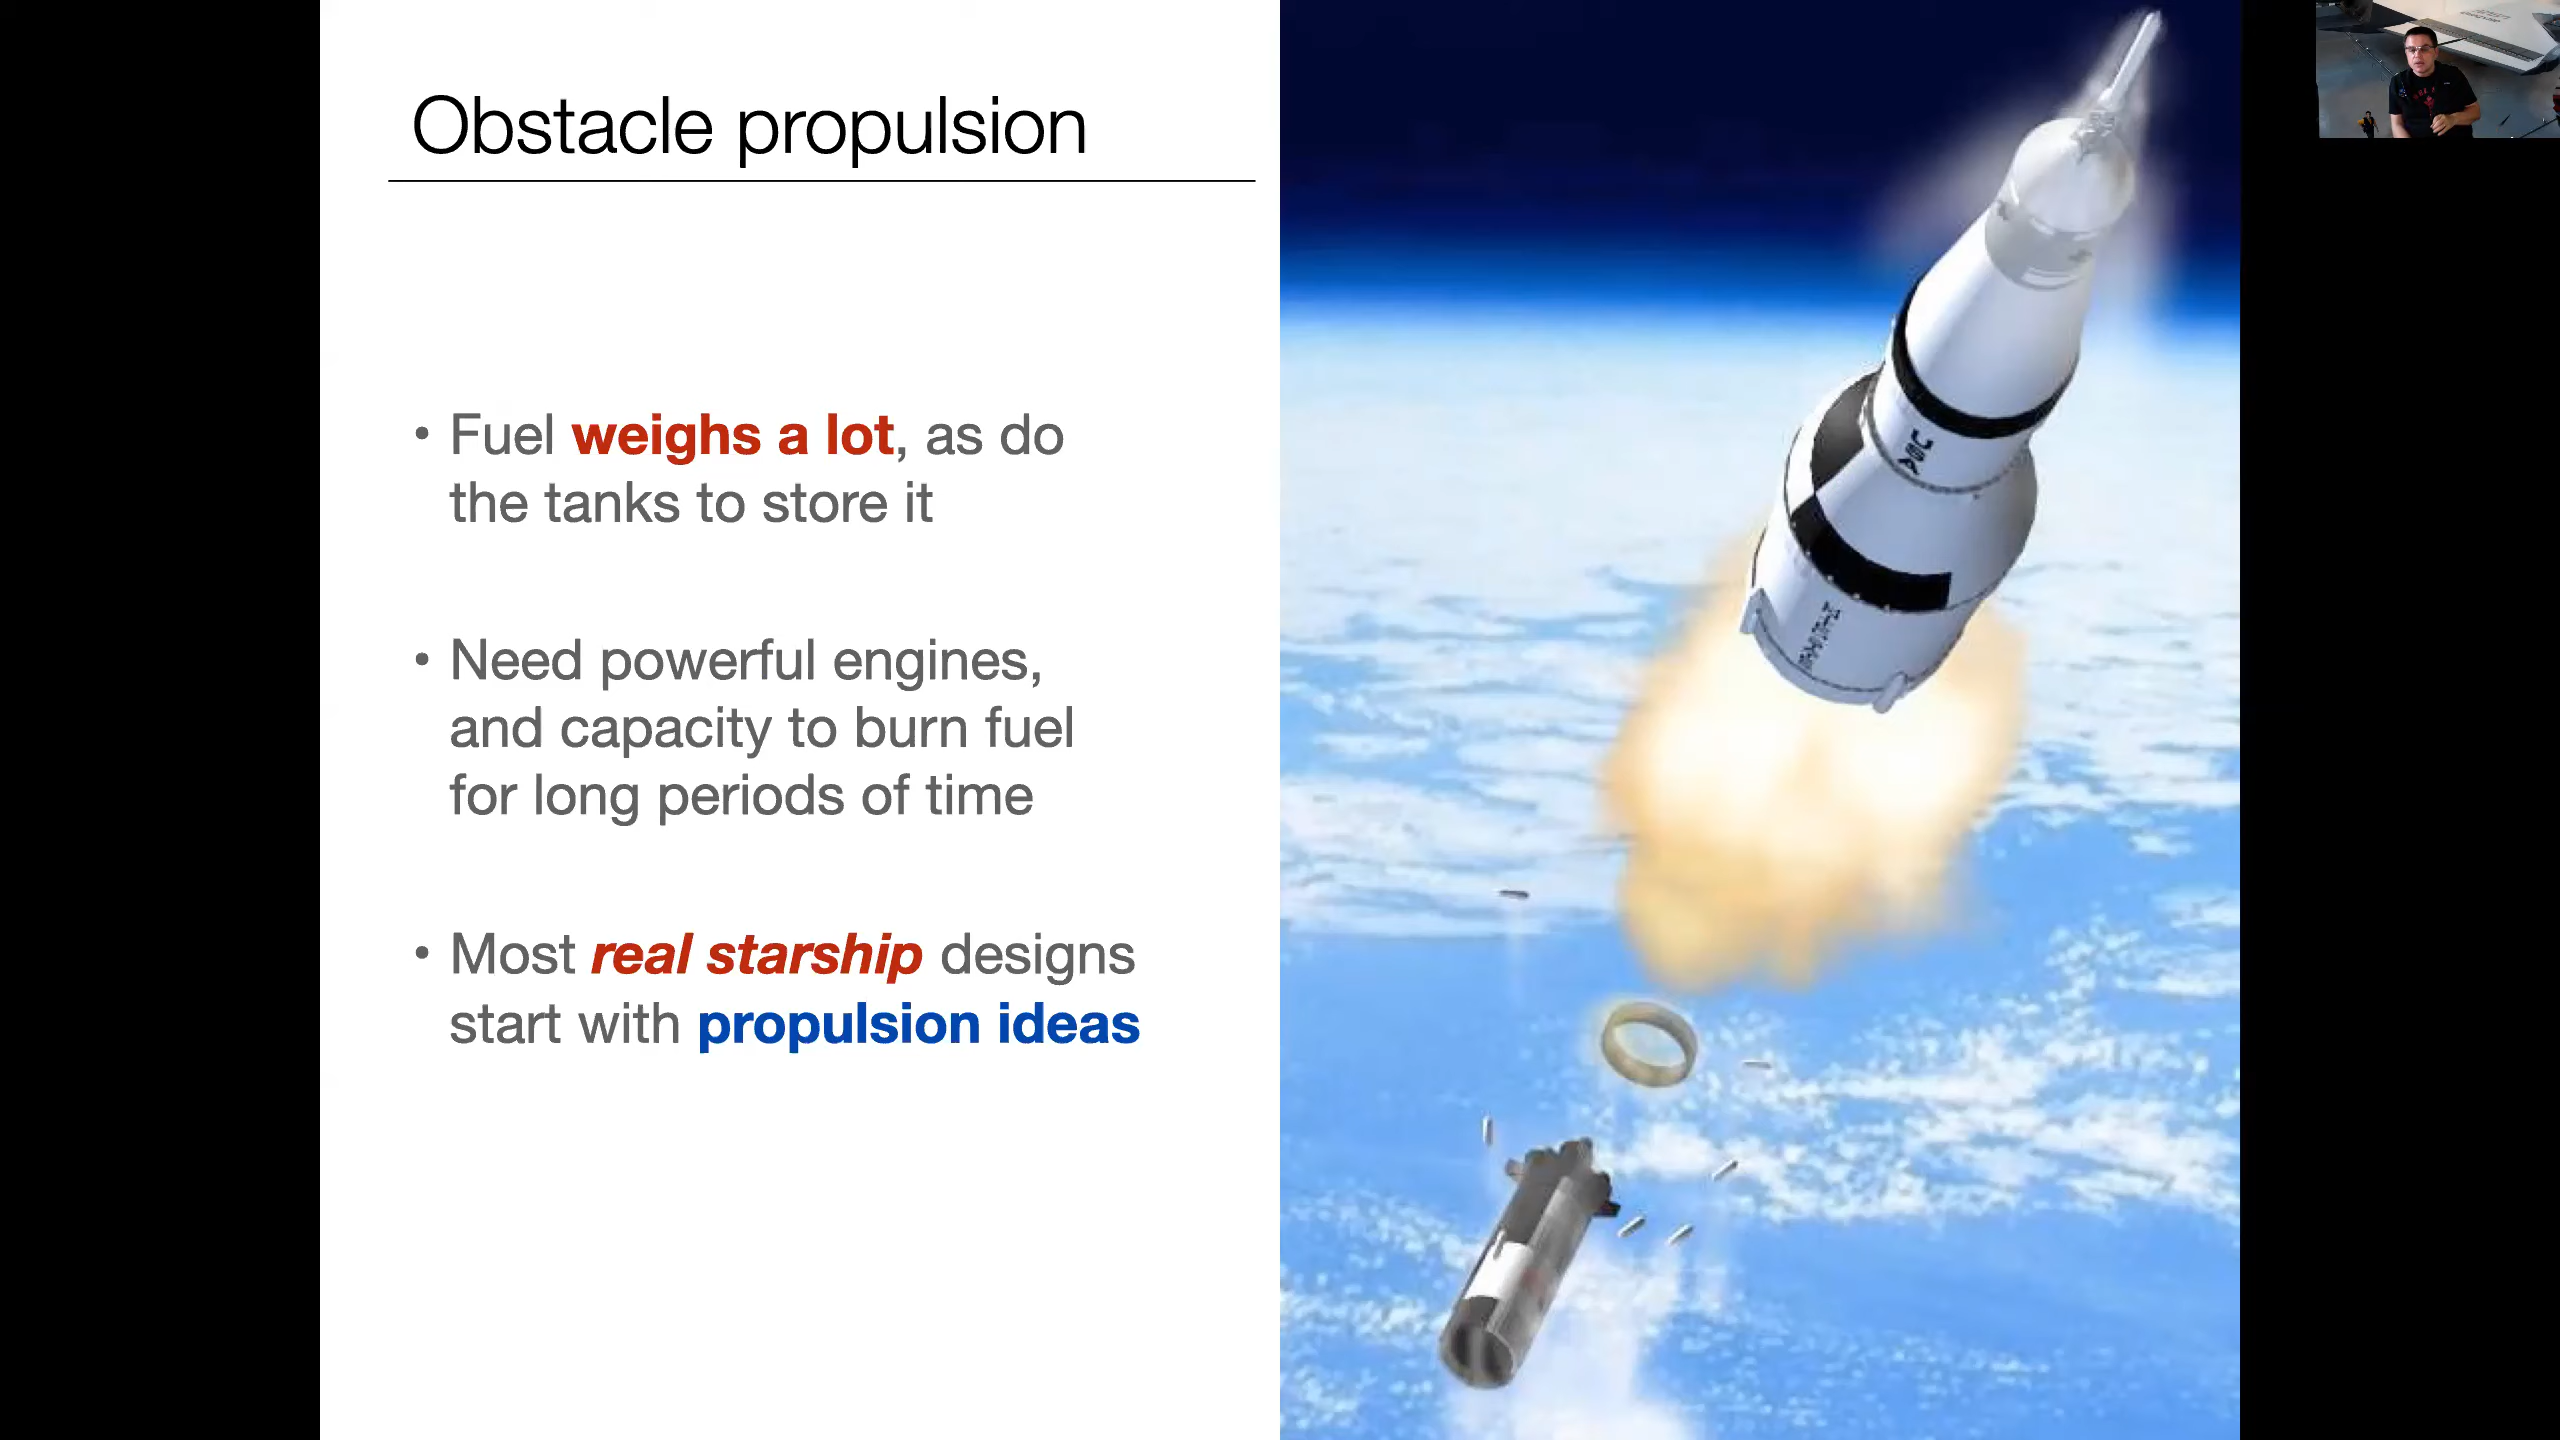 Obstacle propulsion
• Fuel weighs a lot, as do
the tanks to store it
• Need powerful engines,
and capacity to burn fuel
for long periods of time
• Most real starship designs
start with propulsion ideas
USA